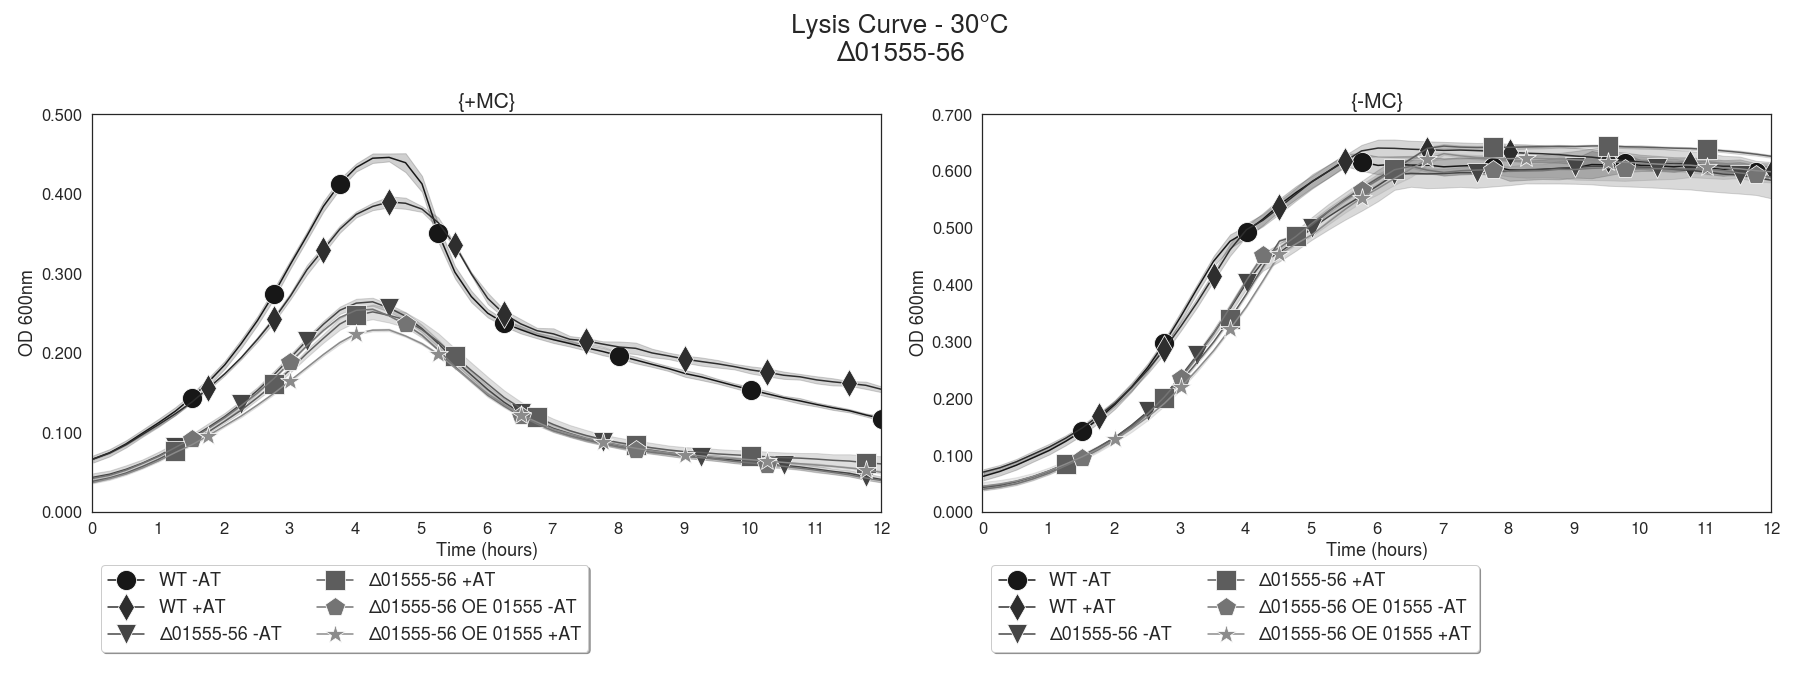 Lysis Curve - 30°C
Δ01555-56
{+MC}
0.500
0.400
0.300
0.200
0.100
0.000
OD 600nm
0 1 2 3 4 5 6 7 8 9 10 11 12
Time (hours)
WT -AT
WT +AT
Δ01555-56 -AT
Δ01555-56 +AT
Δ01555-56 OE 01555 -AT
Δ01555-56 OE 01555 +AT
{-MC}
0.700
0.600
0.500
0.400
0.300
0.200
0.100
0.000
OD 600nm
0 1 2 3 4 5 6 7 8 9 10 11 12
Time (hours)
WT -AT
WT +AT
Δ01555-56 -AT
Δ01555-56 +AT
Δ01555-56 OE 01555 -AT
Δ01555-56 OE 01555 +AT